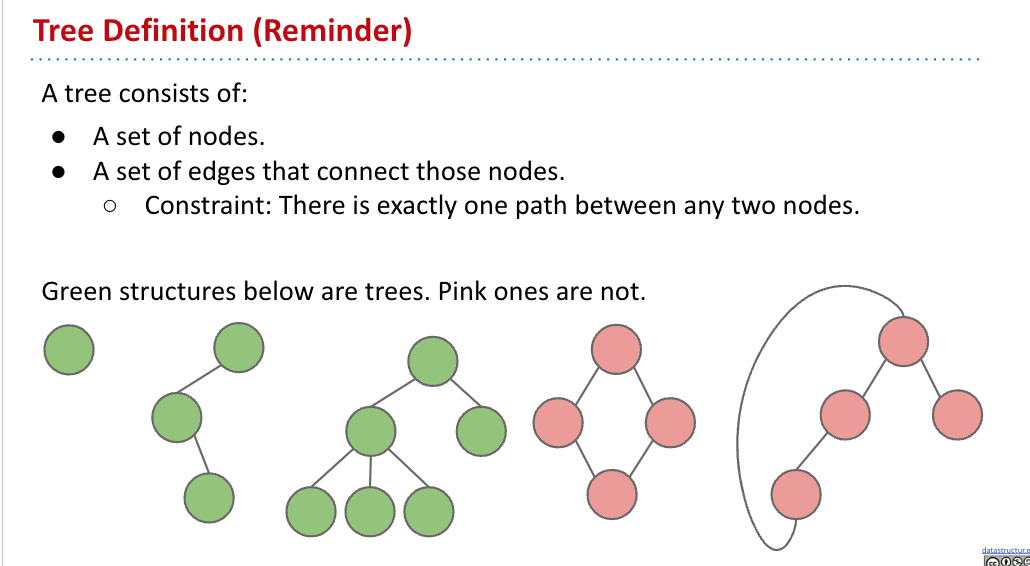 Tree Definition (Reminder)
A tree consists of:
● A set of nodes.
● A set of edges that connect those nodes.
○ Constraint: There is exactly one path between any two nodes.
Green structures below are trees. Pink ones are not.